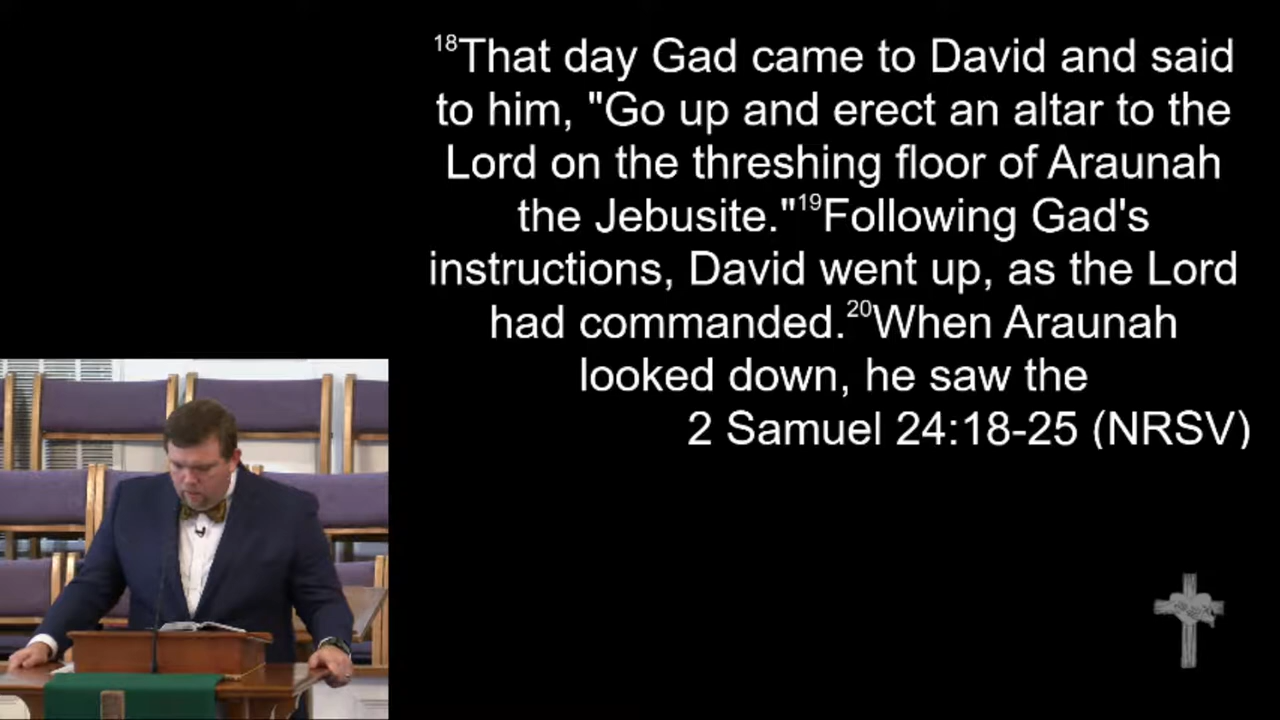 ¹⁸That day Gad came to David and said
to him, "Go up and erect an altar to the
Lord on the threshing floor of Araunah
the Jebusite."¹⁹Following Gad's
instructions, David went up, as the Lord
had commanded.²⁰When Araunah
looked down, he saw the
2 Samuel 24:18-25 (NRSV)